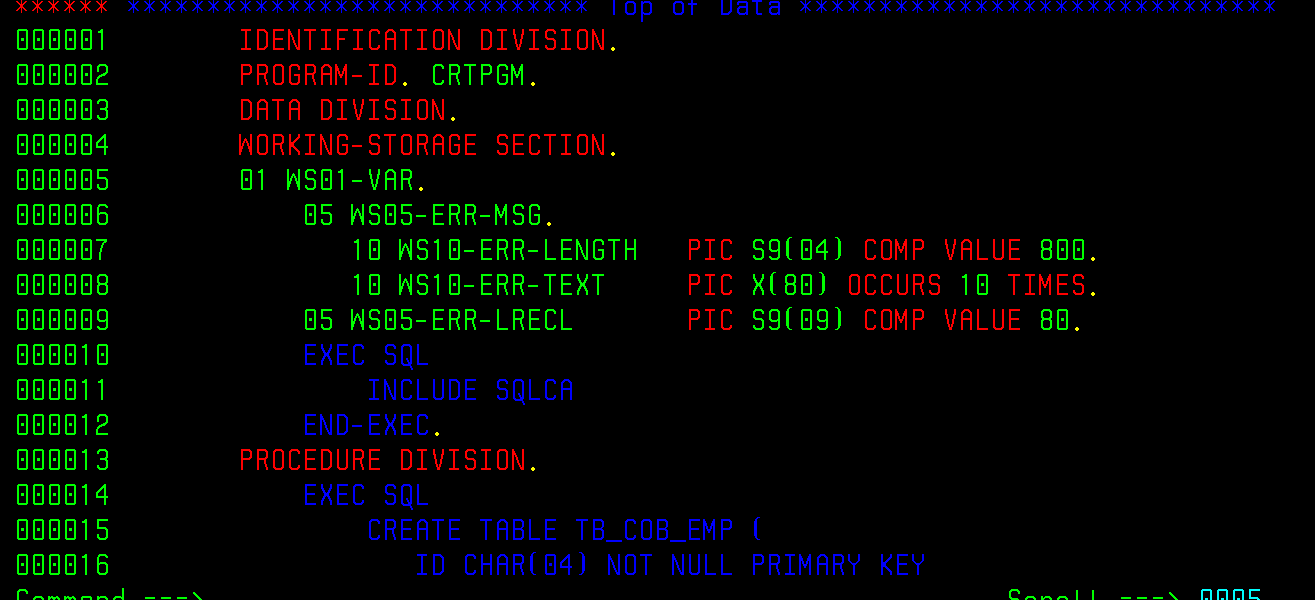 ****** ***************************** Top of Data ******************************
000001 IDENTIFICATION DIVISION.
000002 PROGRAM-ID. CRTPGM.
000003 DATA DIVISION.
000004 WORKING-STORAGE SECTION.
000005 01 WS01-VAR.
000006 05 WS05-ERR-MSG.
000007 10 WS10-ERR-LENGTH PIC S9(04) COMP VALUE 800.
000008 10 WS10-ERR-TEXT PIC X(80) OCCURS 10 TIMES.
000009 05 WS05-ERR-LRECL PIC S9(09) COMP VALUE 80.
000010 EXEC SQL
000011 INCLUDE SQLCA
000012 END-EXEC.
000013 PROCEDURE DIVISION.
000014 EXEC SQL
000015 CREATE TABLE TB_COB_EMP (
000016 ID CHAR(04) NOT NULL PRIMARY KEY
Command ===> Scroll ===> 0005